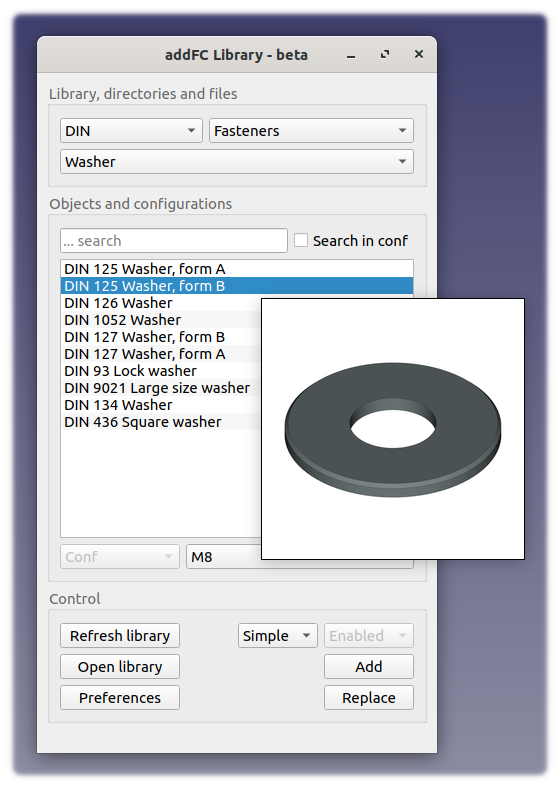 addFC Library - beta
Library, directories and files
DIN Fasteners
Washer
Objects and configurations
... search Search in conf
DIN 125 Washer, form A
DIN 125 Washer, form B
DIN 126 Washer
DIN 1052 Washer
DIN 127 Washer, form B
DIN 127 Washer, form A
DIN 93 Lock washer
DIN 9021 Large size washer
DIN 134 Washer
DIN 436 Square washer
Conf M8
Control
Refresh library Simple Enabled
Open library Add
Preferences Replace